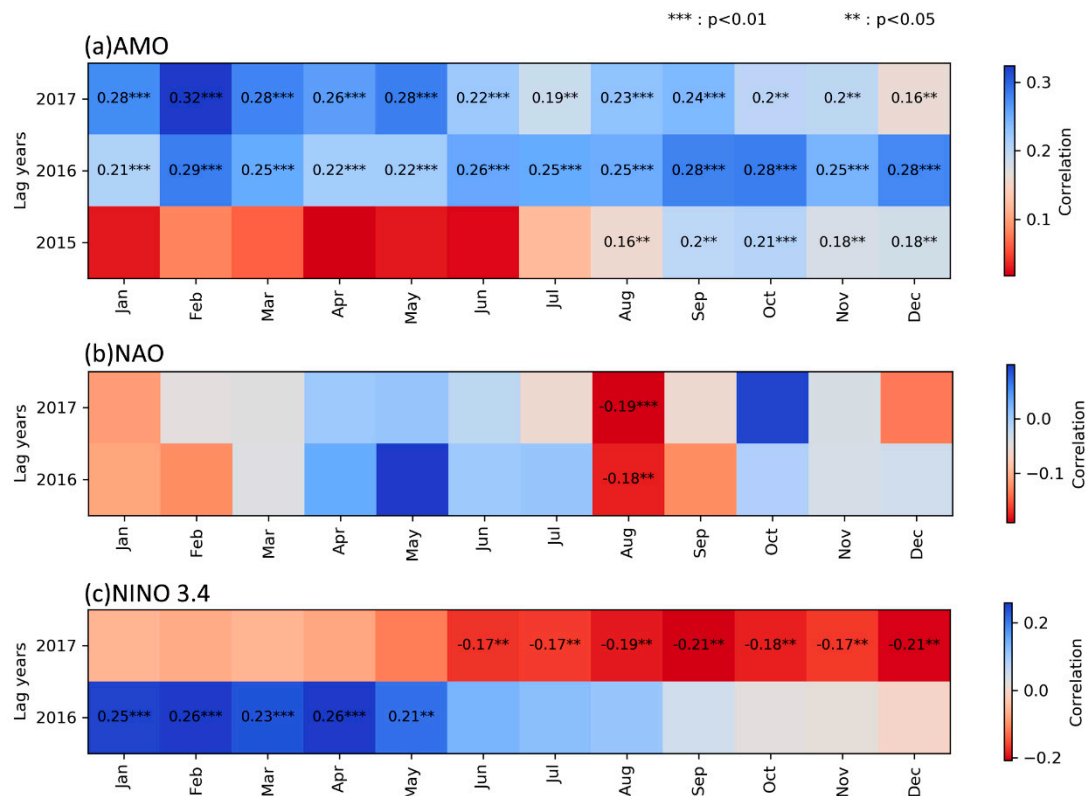 *** : p<0.01 ** : p<0.05
(a)AMO
2017 0.28*** 0.32*** 0.28*** 0.26*** 0.28*** 0.22*** 0.19** 0.23*** 0.24*** 0.2** 0.2** 0.16**
2016 0.21*** 0.29*** 0.25*** 0.22*** 0.22*** 0.26*** 0.25*** 0.25*** 0.28*** 0.28*** 0.25*** 0.28***
2015 0.16** 0.2** 0.21*** 0.18** 0.18**
Lag years
Jan Feb Mar Apr May Jun Jul Aug Sep Oct Nov Dec
0.3
0.2
0.1
Correlation
(b)NAO
2017 -0.19***
2016 -0.18**
Lag years
Jan Feb Mar Apr May Jun Jul Aug Sep Oct Nov Dec
0.0
−0.1
Correlation
(c)NINO 3.4
2017 -0.17** -0.17** -0.19** -0.21** -0.18** -0.17** -0.21**
2016 0.25*** 0.26*** 0.23*** 0.26*** 0.21**
Lag years
Jan Feb Mar Apr May Jun Jul Aug Sep Oct Nov Dec
0.2
0.0
−0.2
Correlation